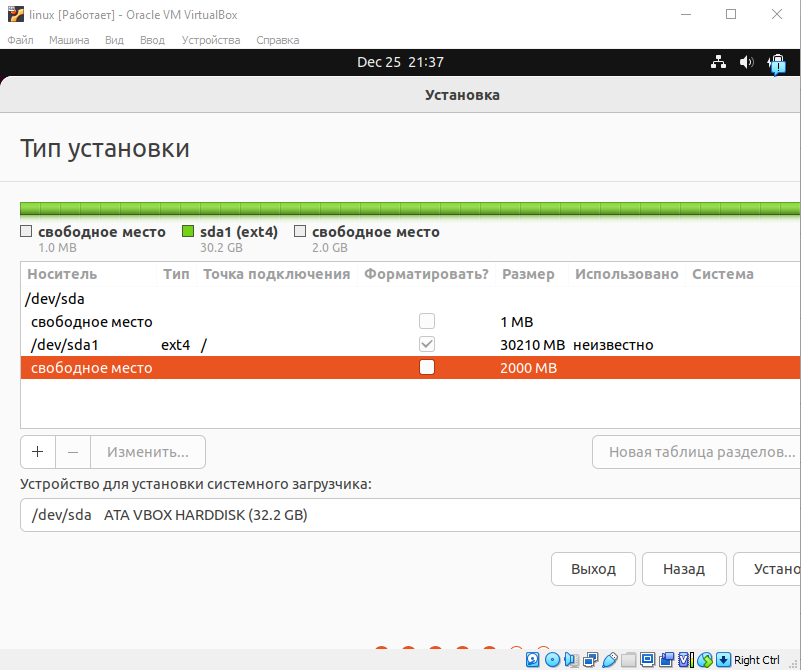 linux [Работает] - Oracle VM VirtualBox
Файл Машина Вид Ввод Устройства Справка
Dec 25 21:37
Установка
Тип установки
свободное место sda1 (ext4) свободное место
1.0 MB 30.2 GB 2.0 GB
Носитель Тип Точка подключения Форматировать? Размер Использовано Система
/dev/sda
свободное место 1 MB
/dev/sda1 ext4 / 30210 MB неизвестно
свободное место 2000 MB
+ − Изменить... Новая таблица разделов...
Устройство для установки системного загрузчика:
/dev/sda ATA VBOX HARDDISK (32.2 GB)
Выход Назад Устано
Right Ctrl